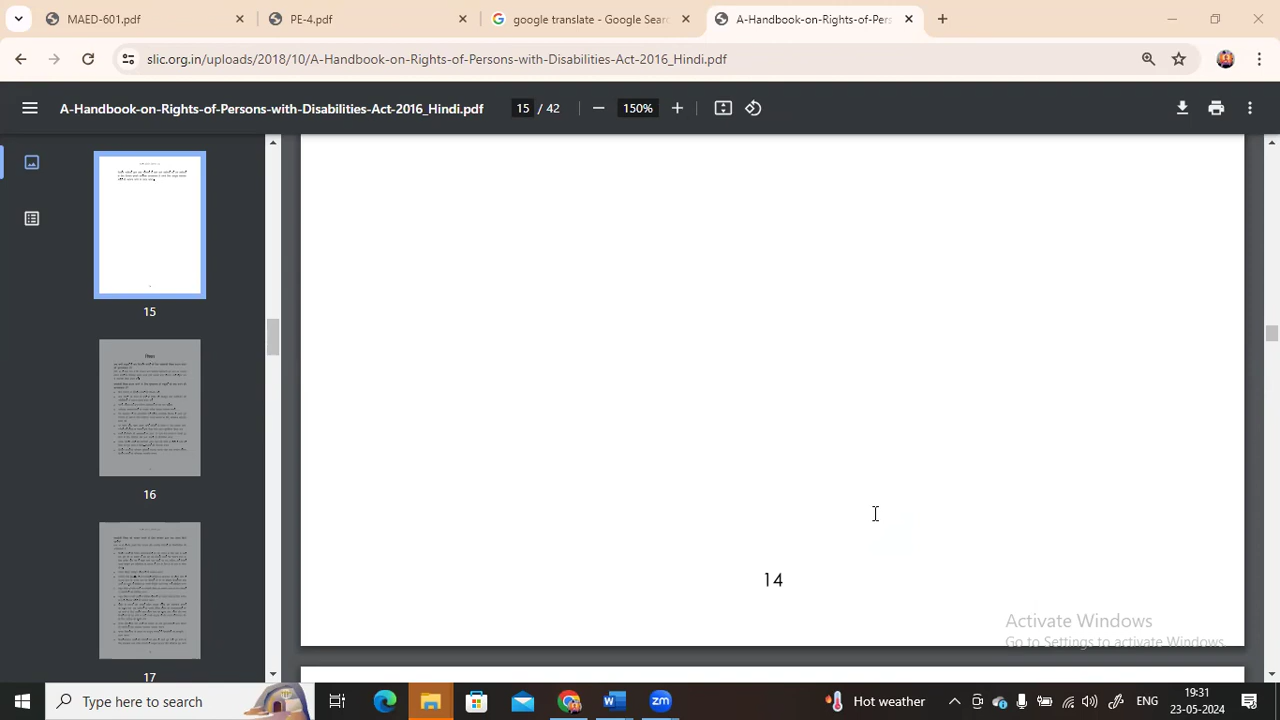 MAED-601.pdf
PE-4.pdf
google translate - Google Sear
A-Handbook-on-Rights-of-Pers
slic.org.in/uploads/2018/10/A-Handbook-on-Rights-of-Persons-with-Disabilities-Act-2016_Hindi.pdf
A-Handbook-on-Rights-of-Persons-with-Disabilities-Act-2016_Hindi.pdf
15 / 42
150%
15
16
17
14
Activate Windows
Go to Settings to activate Windows.
Type here to search
Hot weather
ENG
19:31
23-05-2024